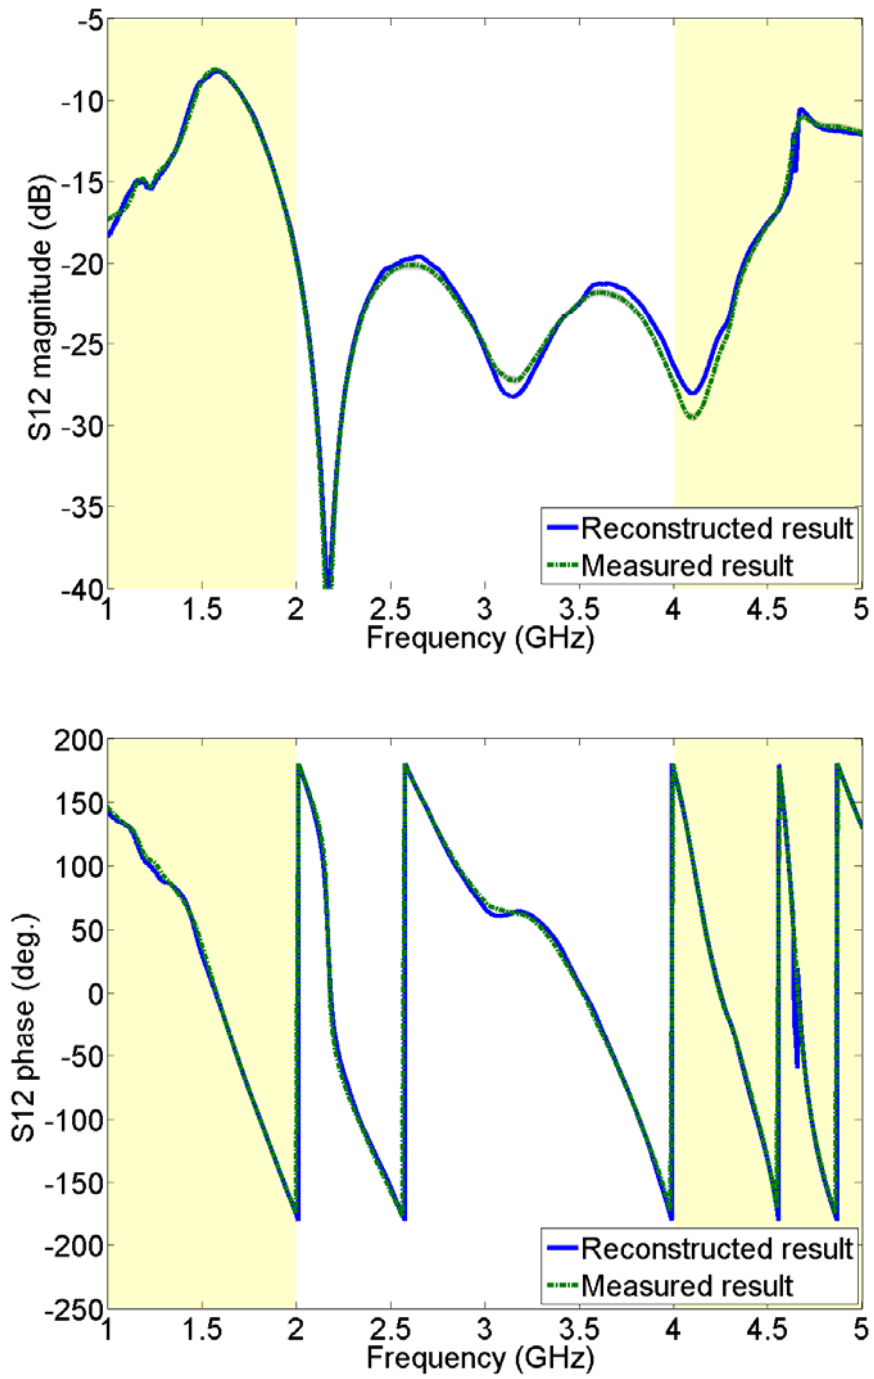 -5
-10
-15
-20
-25
-30
-35
-40
S12 magnitude (dB)
Reconstructed result
Measured result
1 1.5 2 2.5 3 3.5 4 4.5 5
Frequency (GHz)
200
150
100
50
0
-50
-100
-150
-200
-250
S12 phase (deg.)
Reconstructed result
Measured result
1 1.5 2 2.5 3 3.5 4 4.5 5
Frequency (GHz)